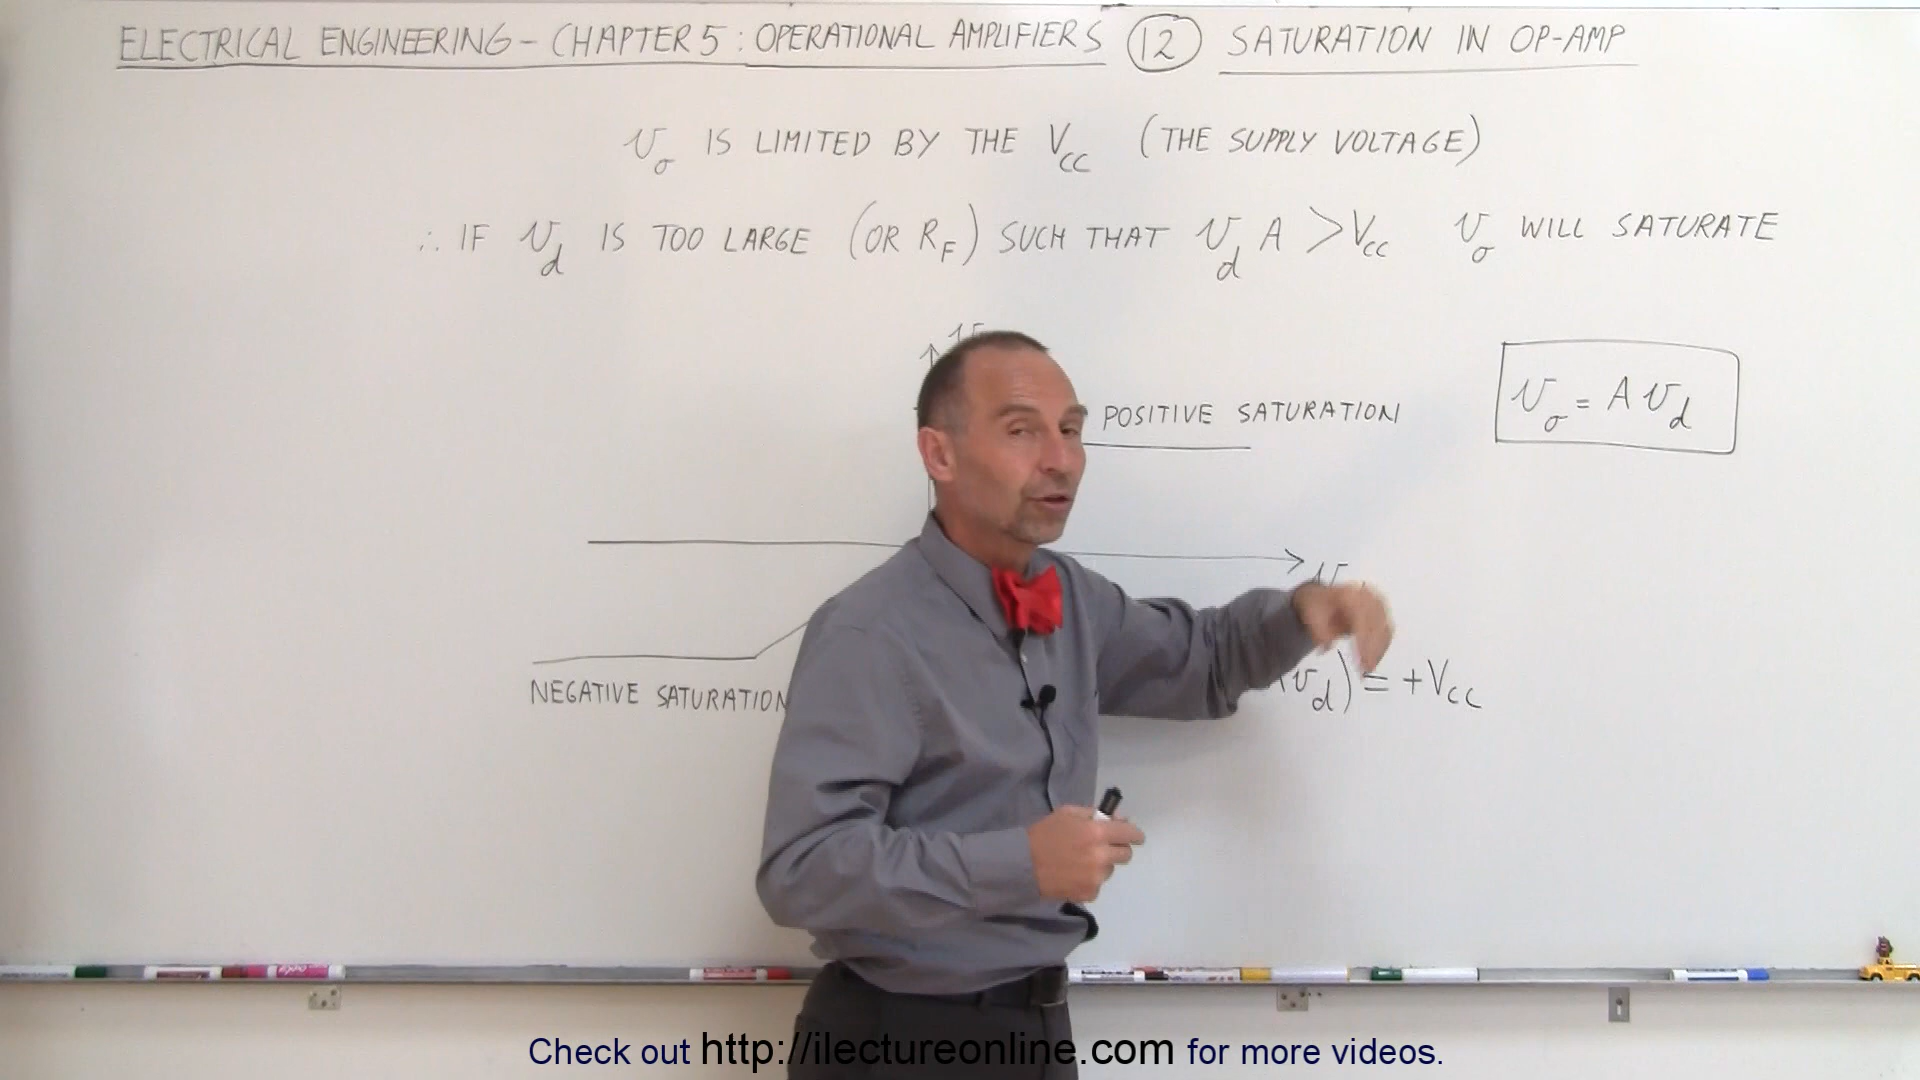 ELECTRICAL ENGINEERING - CHAPTER 5 : OPERATIONAL AMPLIFIERS 12 SATURATION IN OP-AMP
v_o IS LIMITED BY THE V_CC (THE SUPPLY VOLTAGE)
∴ IF v_d IS TOO LARGE (OR R_F) SUCH THAT v_d A > V_CC v_o WILL SATURATE
POSITIVE SATURATION
v_o = A v_d
NEGATIVE SATURATION
(v_d) = +V_CC
Check out http://ilectureonline.com for more videos.